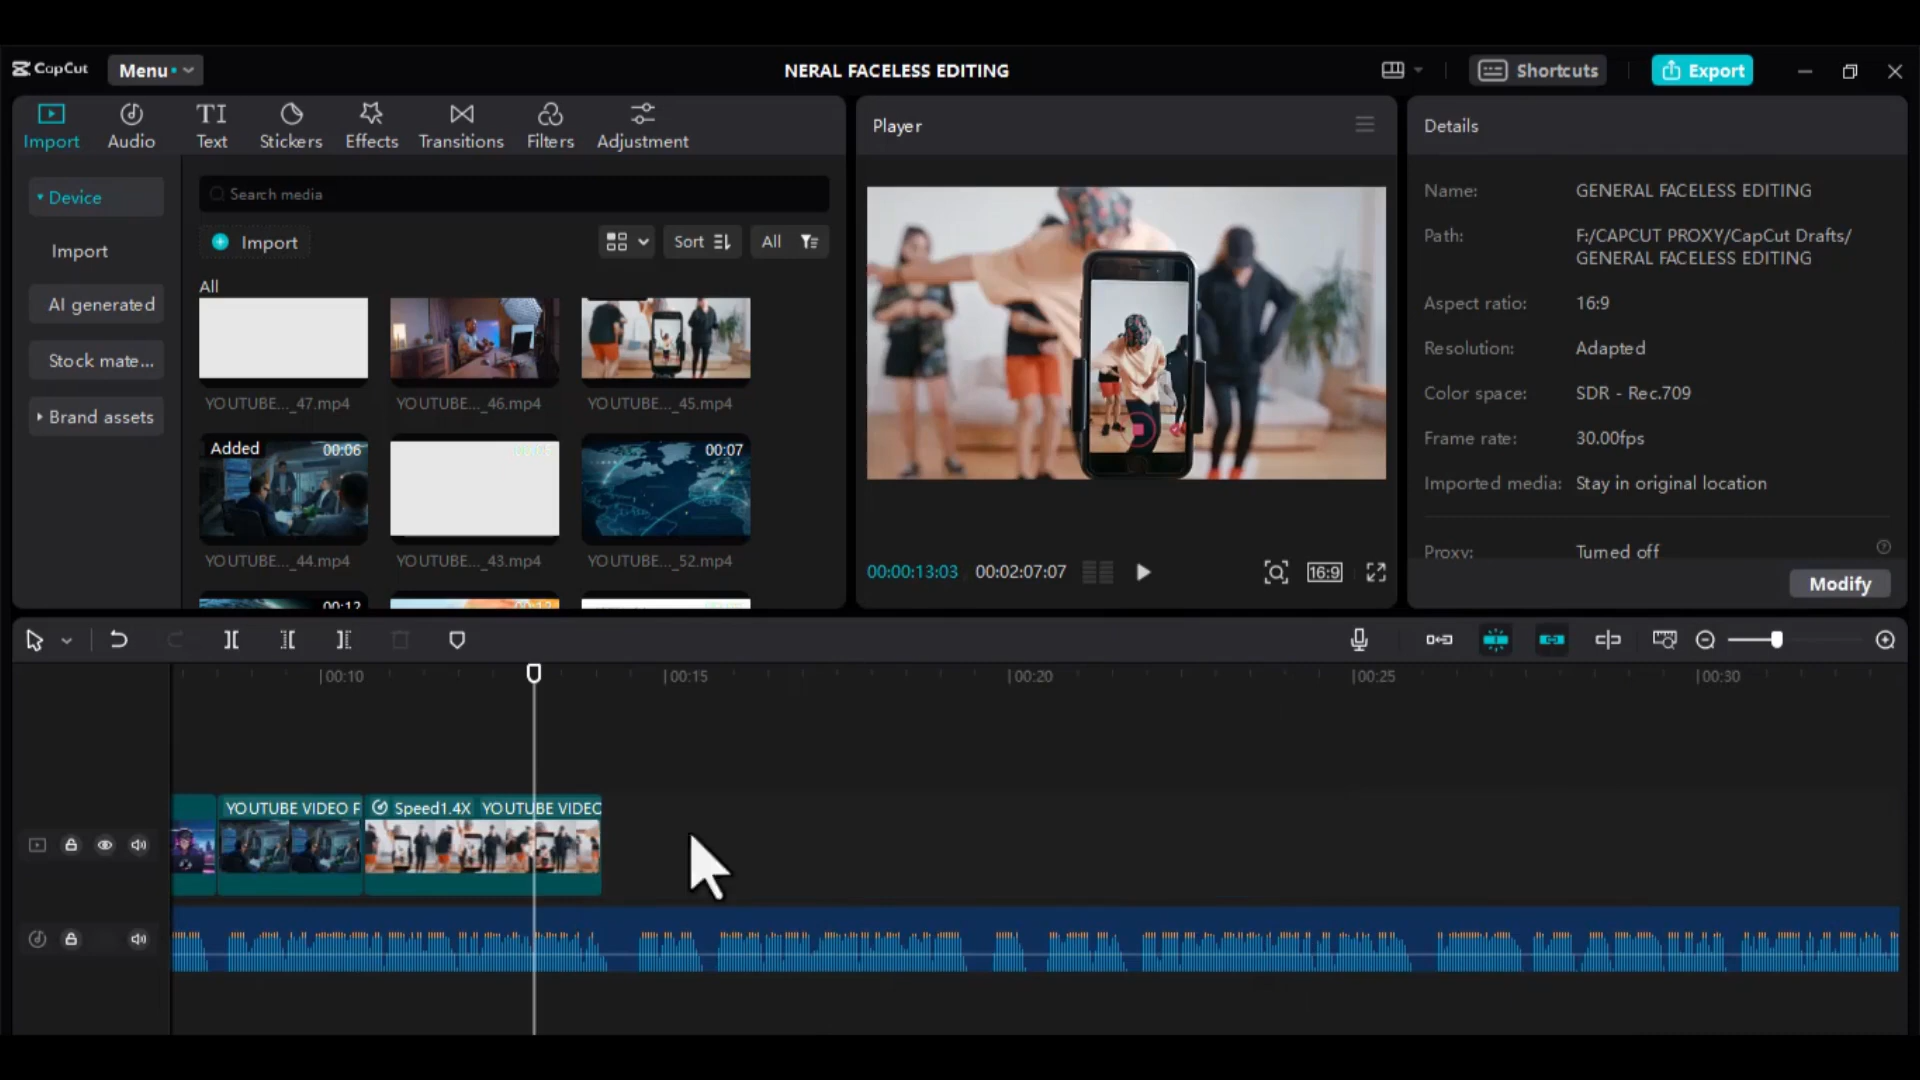 CapCut
Menu
NERAL FACELESS EDITING
Shortcuts
Export
Import
Audio
TI
Text
Stickers
Effects
Transitions
Filters
Adjustment
Player
Details
Device
Import
AI generated
Stock mate...
Brand assets
Search media
Import
Sort
All
All
YOUTUBE..._47.mp4
YOUTUBE..._46.mp4
YOUTUBE..._45.mp4
Added
00:06
00:07
YOUTUBE..._44.mp4
YOUTUBE..._43.mp4
YOUTUBE..._52.mp4
00:12
00:00:13:03
00:02:07:07
16:9
Name:
GENERAL FACELESS EDITING
Path:
F:/CAPCUT PROXY/CapCut Drafts/
GENERAL FACELESS EDITING
Aspect ratio:
16:9
Resolution:
Adapted
Color space:
SDR - Rec.709
Frame rate:
30.00fps
Imported media:
Stay in original location
Proxy:
Turned off
Modify
00:10
00:15
00:20
00:25
00:30
YOUTUBE VIDEO F
Speed1.4X
YOUTUBE VIDEO